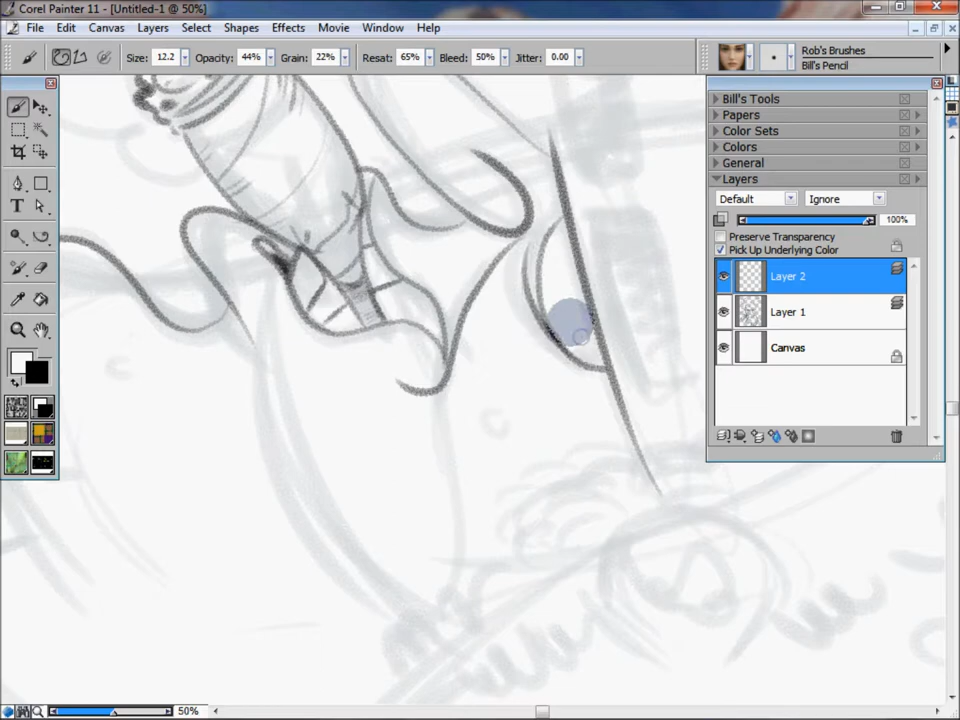 Corel Painter 11 - [Untitled-1 @ 50%]
File Edit Canvas Layers Select Shapes Effects Movie Window Help
Size: 12.2 Opacity: 44% Grain: 22% Resat: 65% Bleed: 50% Jitter: 0.00
Rob's Brushes
Bill's Pencil
Bill's Tools
Papers
Color Sets
Colors
General
Layers
Default Ignore
100%
Preserve Transparency
Pick Up Underlying Color
Layer 2
Layer 1
Canvas
T
50%